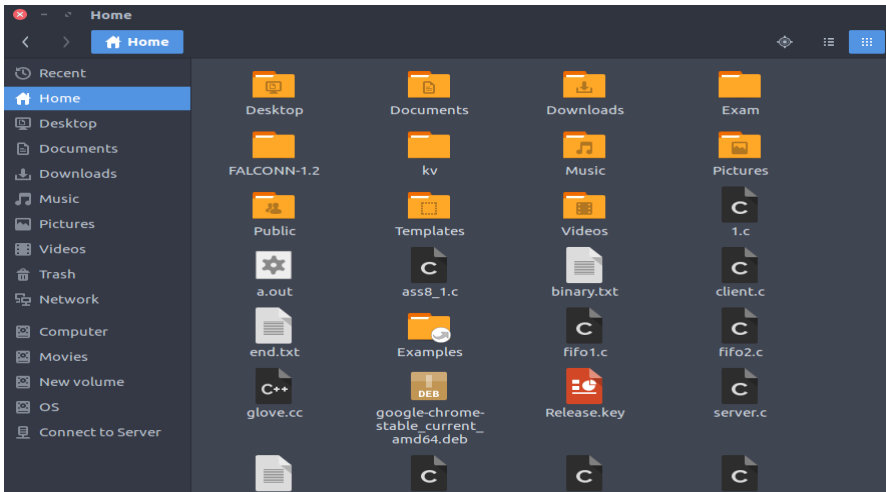 Home
Home
Recent
Home
Desktop
Documents
Downloads
Music
Pictures
Videos
Trash
Network
Computer
Movies
New volume
OS
Connect to Server
Desktop Documents Downloads Exam
FALCONN-1.2 kv Music Pictures
Public Templates Videos C
1.c
C
a.out ass8_1.c binary.txt client.c
C C
end.txt Examples fifo1.c fifo2.c
C++ DEB C
glove.cc google-chrome- Release.key server.c
stable_current_
amd64.deb
C C C